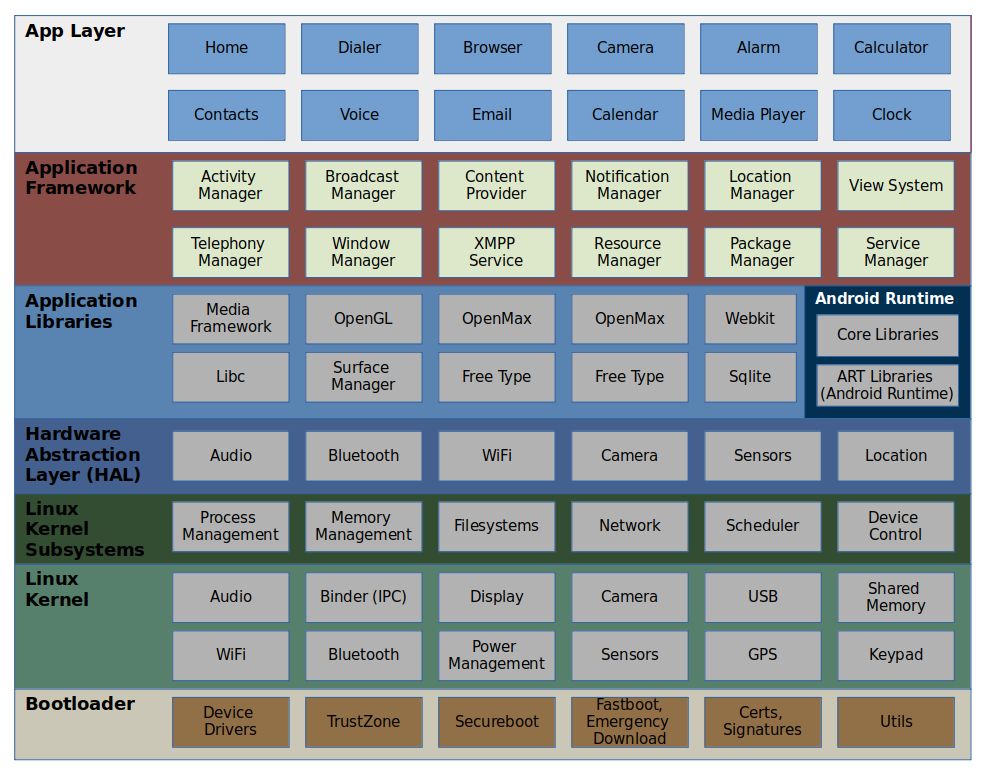 App Layer
Home
Dialer
Browser
Camera
Alarm
Calculator
Contacts
Voice
Email
Calendar
Media Player
Clock
Application
Framework
Activity
Manager
Broadcast
Manager
Content
Provider
Notification
Manager
Location
Manager
View System
Telephony
Manager
Window
Manager
XMPP
Service
Resource
Manager
Package
Manager
Service
Manager
Application
Libraries
Media
Framework
OpenGL
OpenMax
OpenMax
Webkit
Libc
Surface
Manager
Free Type
Free Type
Sqlite
Android Runtime
Core Libraries
ART Libraries
(Android Runtime)
Hardware
Abstraction
Layer (HAL)
Audio
Bluetooth
WiFi
Camera
Sensors
Location
Linux
Kernel
Subsystems
Process
Management
Memory
Management
Filesystems
Network
Scheduler
Device
Control
Linux
Kernel
Audio
Binder (IPC)
Display
Camera
USB
Shared
Memory
WiFi
Bluetooth
Power
Management
Sensors
GPS
Keypad
Bootloader
Device
Drivers
TrustZone
Secureboot
Fastboot,
Emergency
Download
Certs,
Signatures
Utils